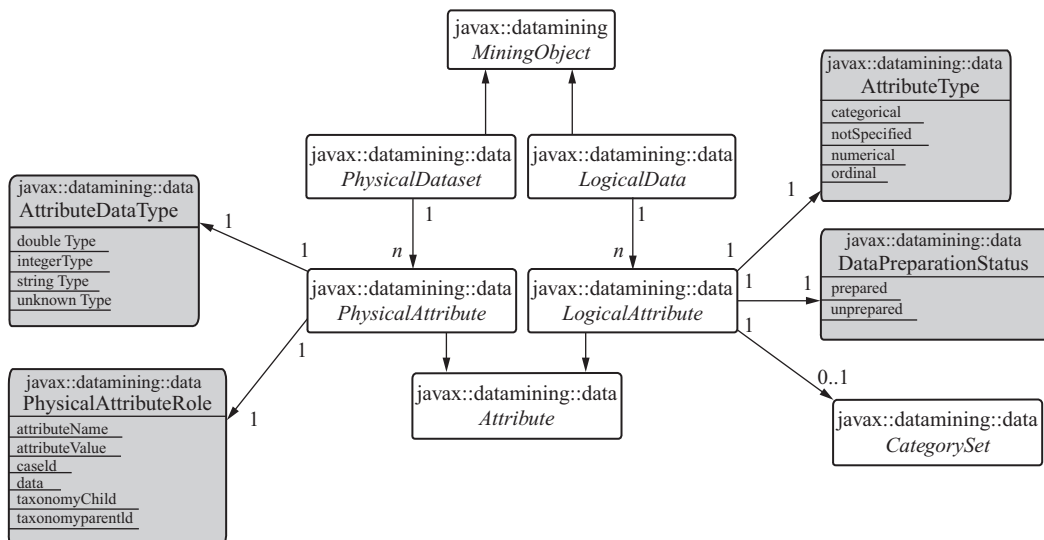 javax::datamining
MiningObject
javax::datamining::data
AttributeType
categorical
notSpecified
numerical
ordinal
javax::datamining::data
PhysicalDataset
javax::datamining::data
LogicalData
javax::datamining::data
AttributeDataType
double Type
integerType
string Type
unknown Type
1
1
1
n
1
n
1
1
javax::datamining::data
DataPreparationStatus
prepared
unprepared
javax::datamining::data
PhysicalAttribute
javax::datamining::data
LogicalAttribute
1
1
1
1
1
0..1
javax::datamining::data
PhysicalAttributeRole
attributeName
attributeValue
caseld
data
taxonomyChild
taxonomyparentld
javax::datamining::data
Attribute
javax::datamining::data
CategorySet